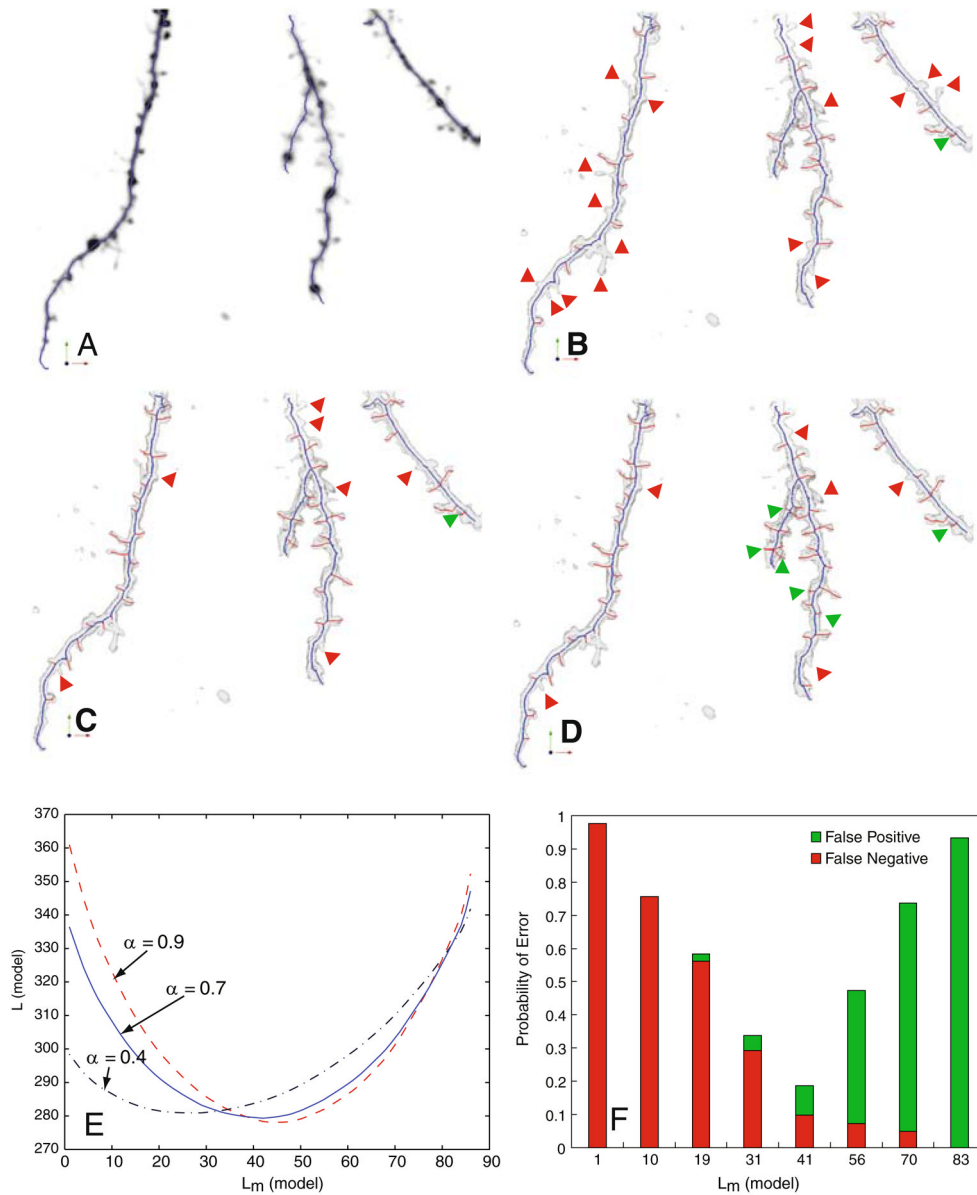 A
B
C
D
370
360
350
340
330
320
310
300
290
280
270
L (model)
α = 0.9
α = 0.7
α = 0.4
E
0 10 20 30 40 50 60 70 80 90
Lm (model)
1
0.9
0.8
0.7
0.6
0.5
0.4
0.3
0.2
0.1
0
Probability of Error
False Positive
False Negative
F
1 10 19 31 41 56 70 83
Lm (model)